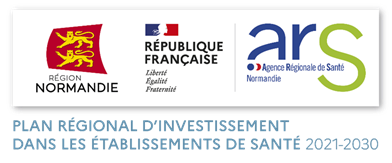 RÉGION
NORMANDIE
RÉPUBLIQUE
FRANÇAISE
Liberté
Égalité
Fraternité
ars
Agence Régionale de Santé
Normandie
PLAN RÉGIONAL D'INVESTISSEMENT
DANS LES ÉTABLISSEMENTS DE SANTÉ 2021-2030